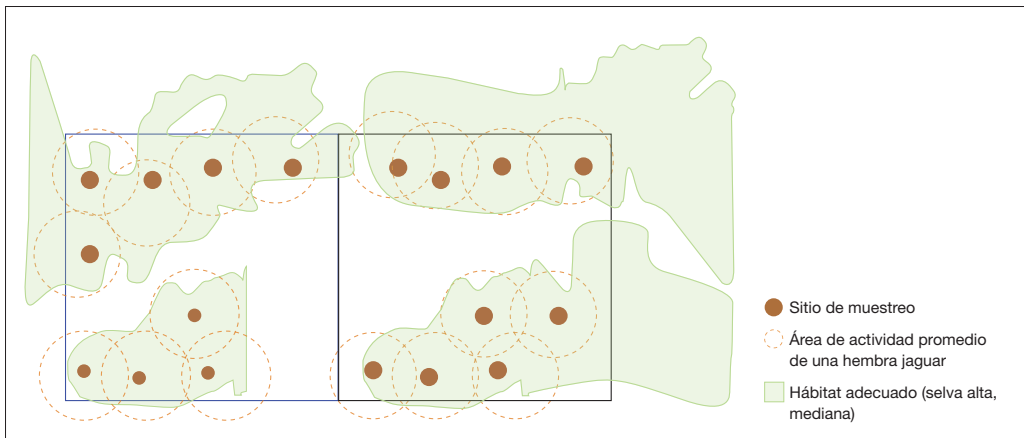 Sitio de muestreo
Área de actividad promedio
de una hembra jaguar
Hábitat adecuado (selva alta,
mediana)